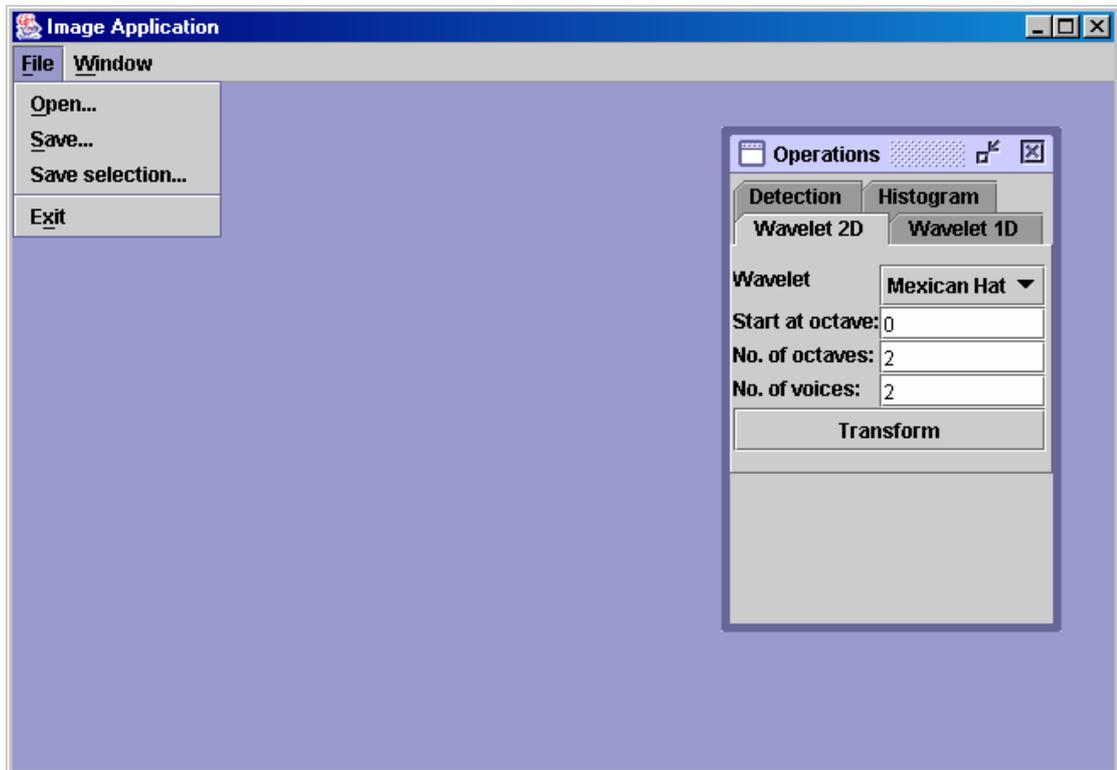 Image Application
File Window
Open...
Save...
Save selection...
Exit
Operations
Detection Histogram
Wavelet 2D Wavelet 1D
Wavelet Mexican Hat
Start at octave: 0
No. of octaves: 2
No. of voices: 2
Transform